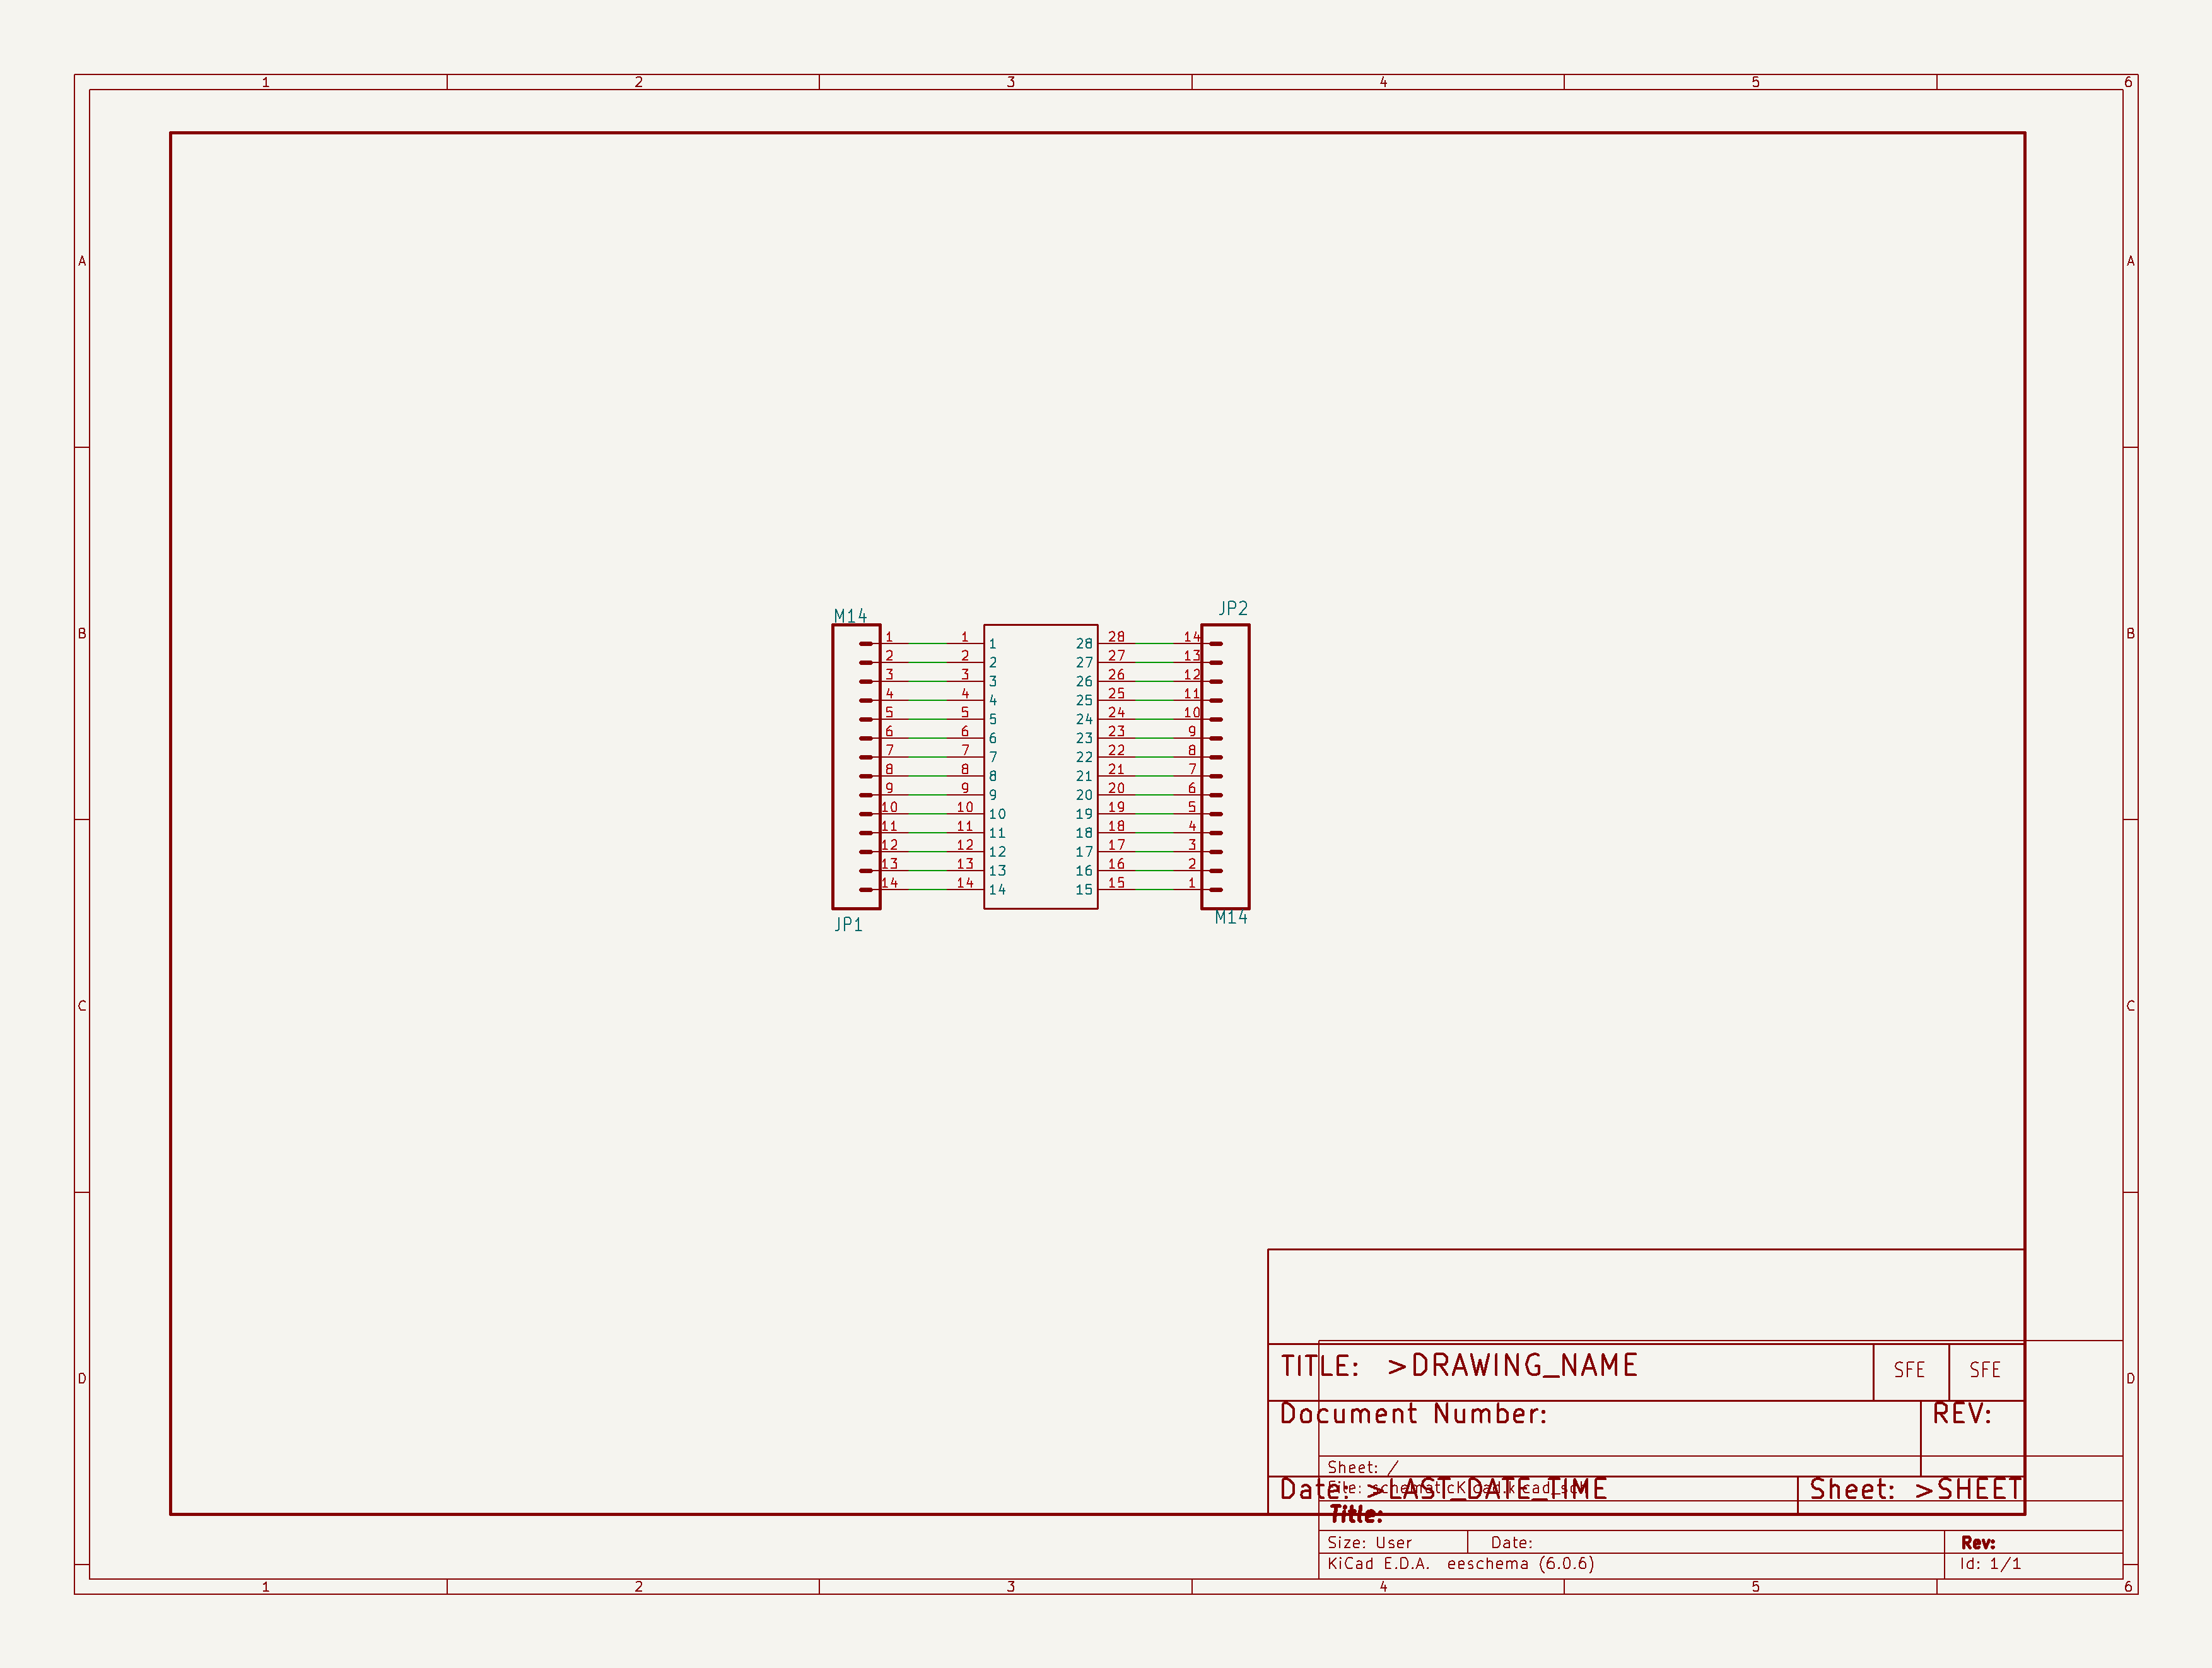 1 2 3 4 5 6
A A
B B
C C
D D
M14 JP2
1 1 1 28 28 14
2 2 2 27 27 13
3 3 3 26 26 12
4 4 4 25 25 11
5 5 5 24 24 10
6 6 6 23 23 9
7 7 7 22 22 8
8 8 8 21 21 7
9 9 9 20 20 6
10 10 10 19 19 5
11 11 11 18 18 4
12 12 12 17 17 3
13 13 13 16 16 2
14 14 14 15 15 1
JP1 M14
TITLE: >DRAWING_NAME SFE SFE
Document Number: REV:
Sheet: /
File: schematicKicad.kicad_sch
Date: >LAST_DATE_TIME Sheet: >SHEET
Title:
Size: User Date: Rev:
KiCad E.D.A. eeschema (6.0.6) Id: 1/1
1 2 3 4 5 6